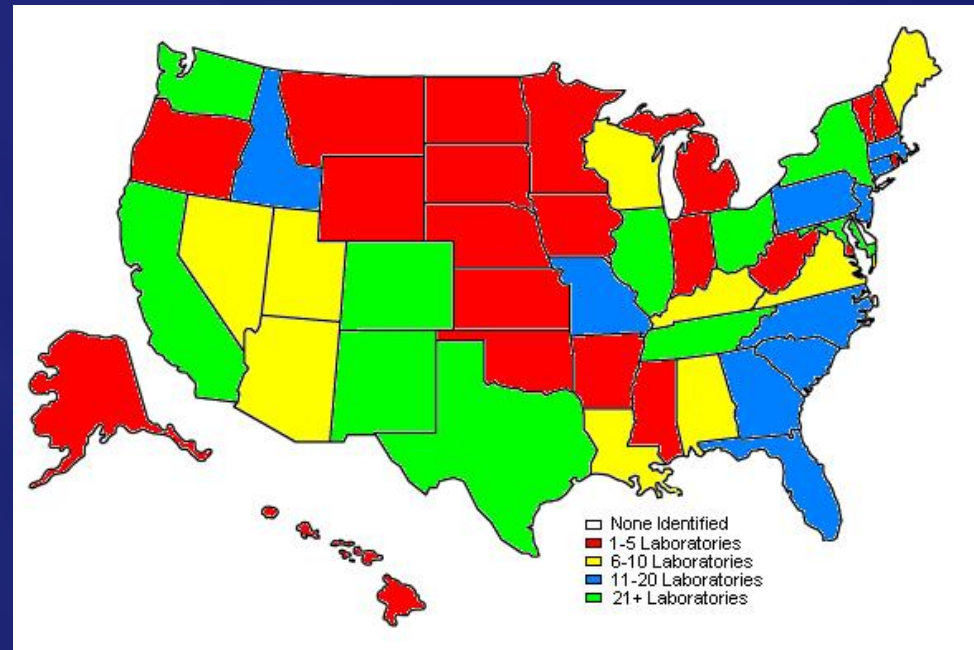 None Identified
1-5 Laboratories
6-10 Laboratories
11-20 Laboratories
21+ Laboratories